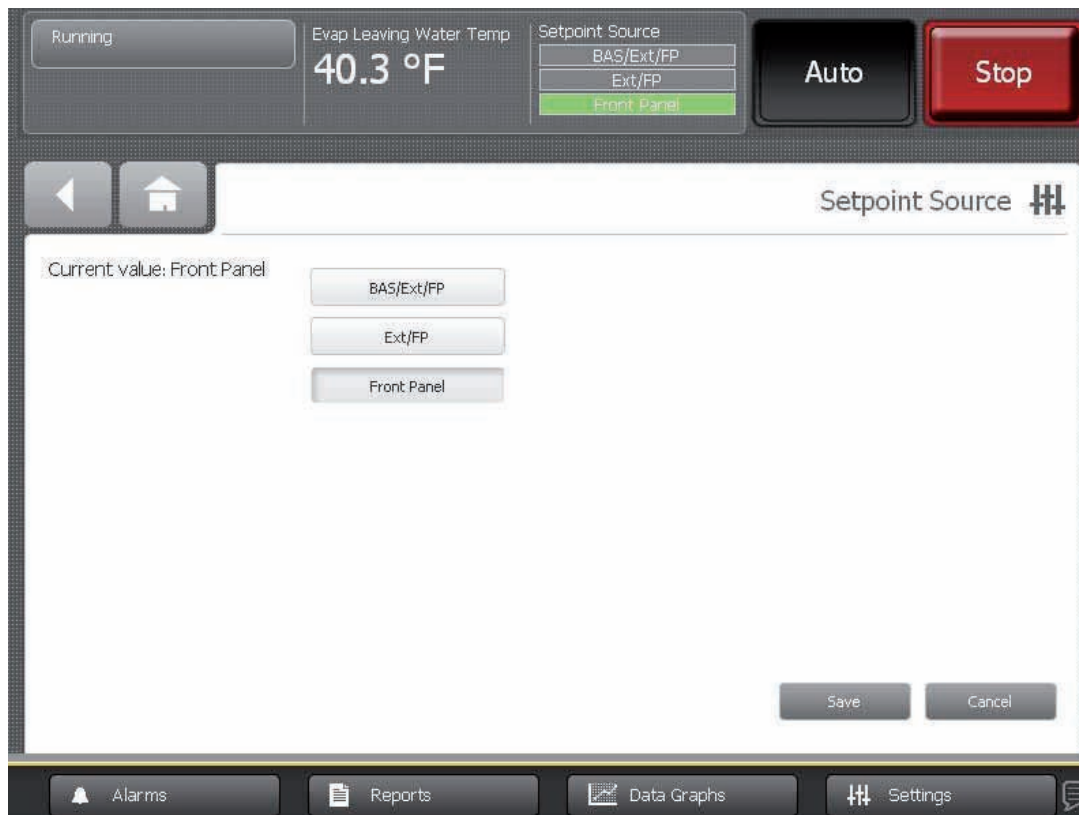 Running
Evap Leaving Water Temp
40.3 °F
Setpoint Source
BAS/Ext/FP
Ext/FP
Front Panel
Auto
Stop
Setpoint Source
Current value: Front Panel
BAS/Ext/FP
Ext/FP
Front Panel
Save
Cancel
Alarms
Reports
Data Graphs
Settings